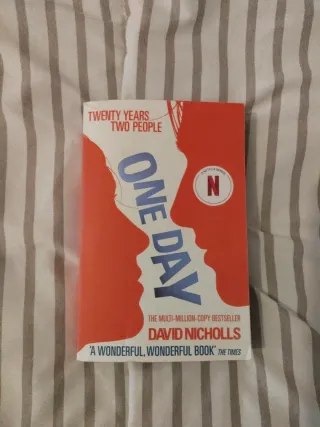 TWENTY YEARS
TWO PEOPLE
ONE DAY
N
THE MULTI-MILLION-COPY BESTSELLER
DAVID NICHOLLS
'A WONDERFUL, WONDERFUL BOOK' THE TIMES